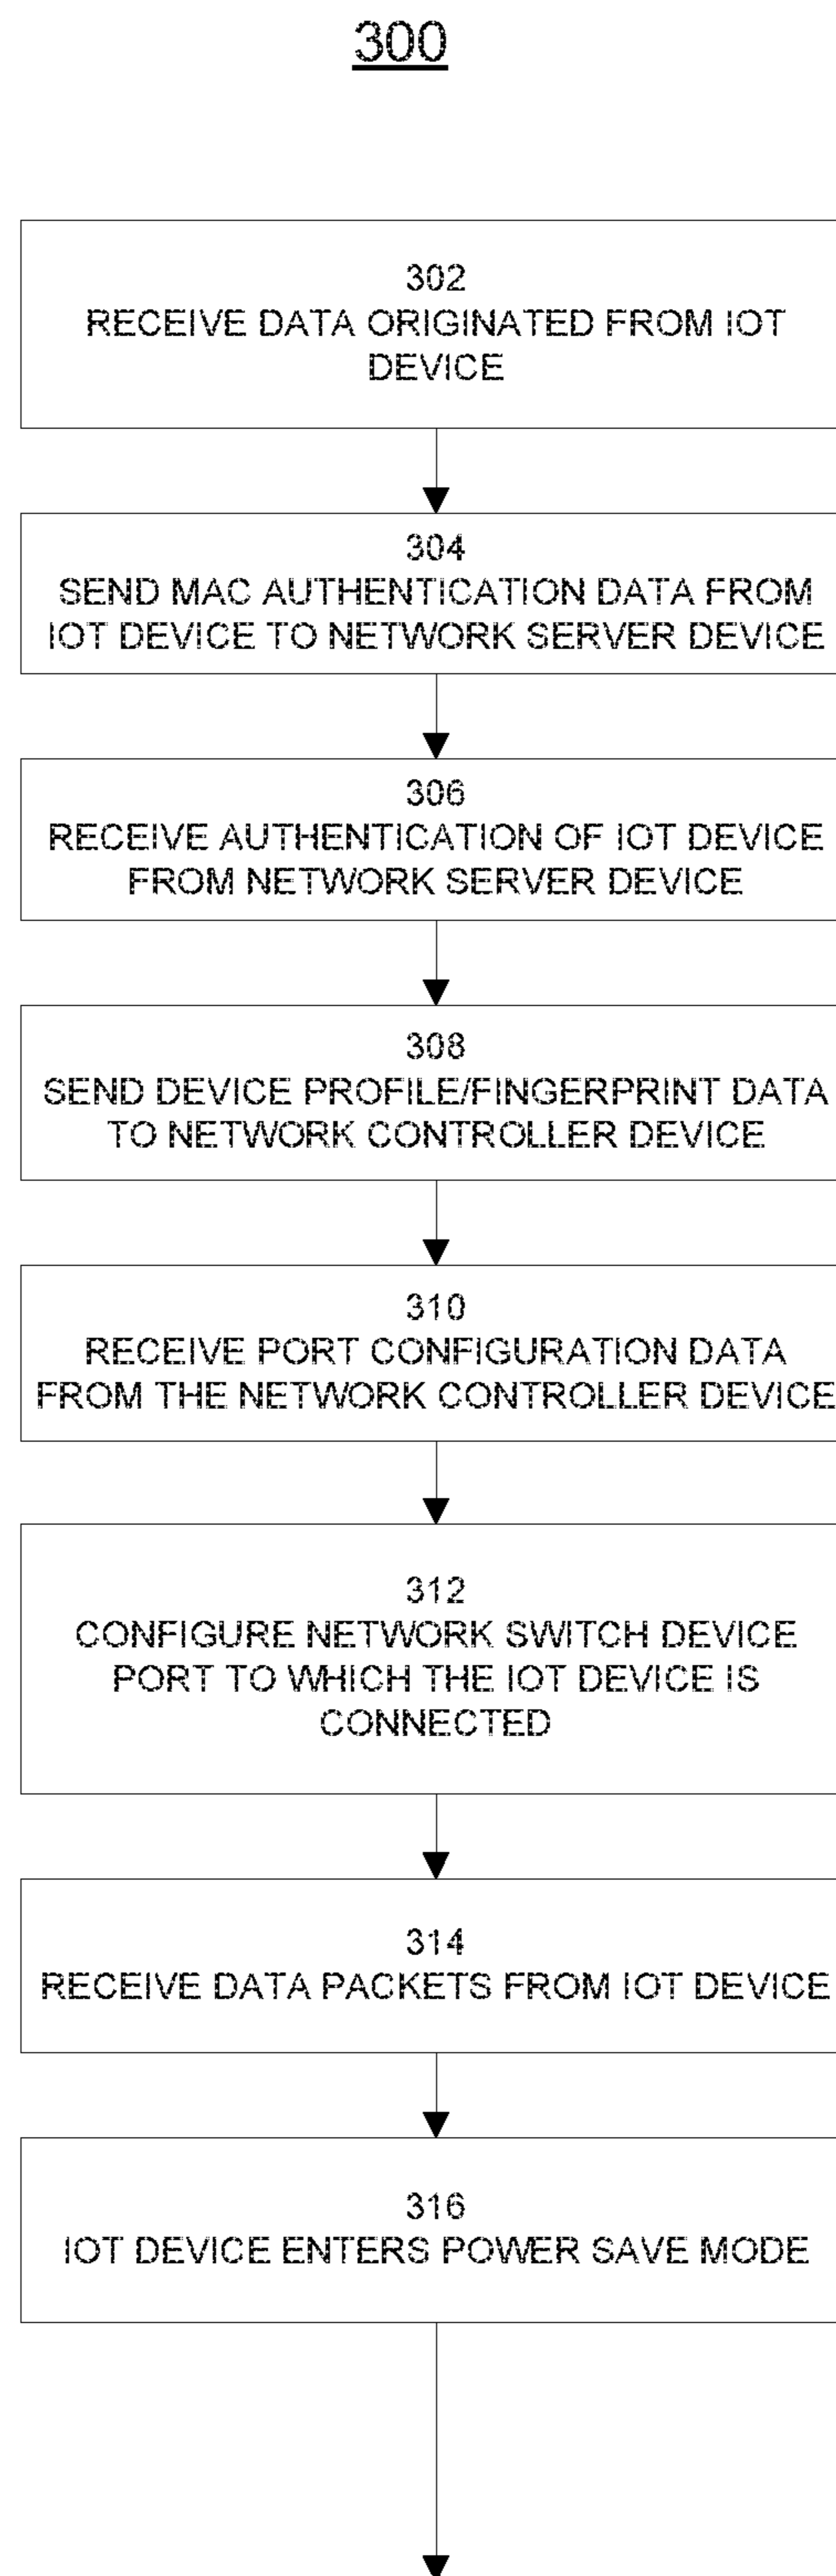 300
302
RECEIVE DATA ORIGINATED FROM IOT
DEVICE
304
SEND MAC AUTHENTICATION DATA FROM
IOT DEVICE TO NETWORK SERVER DEVICE
306
RECEIVE AUTHENTICATION OF IOT DEVICE
FROM NETWORK SERVER DEVICE
308
SEND DEVICE PROFILE/FINGERPRINT DATA
TO NETWORK CONTROLLER DEVICE
310
RECEIVE PORT CONFIGURATION DATA
FROM THE NETWORK CONTROLLER DEVICE
312
CONFIGURE NETWORK SWITCH DEVICE
PORT TO WHICH THE IOT DEVICE IS
CONNECTED
314
RECEIVE DATA PACKETS FROM IOT DEVICE
316
IOT DEVICE ENTERS POWER SAVE MODE